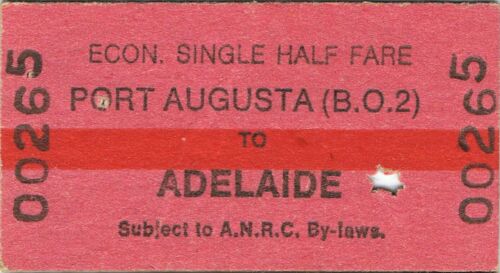 00265
ECON. SINGLE HALF FARE
PORT AUGUSTA (B.O.2)
TO
ADELAIDE
Subject to A.N.R.C. By-laws.
00265